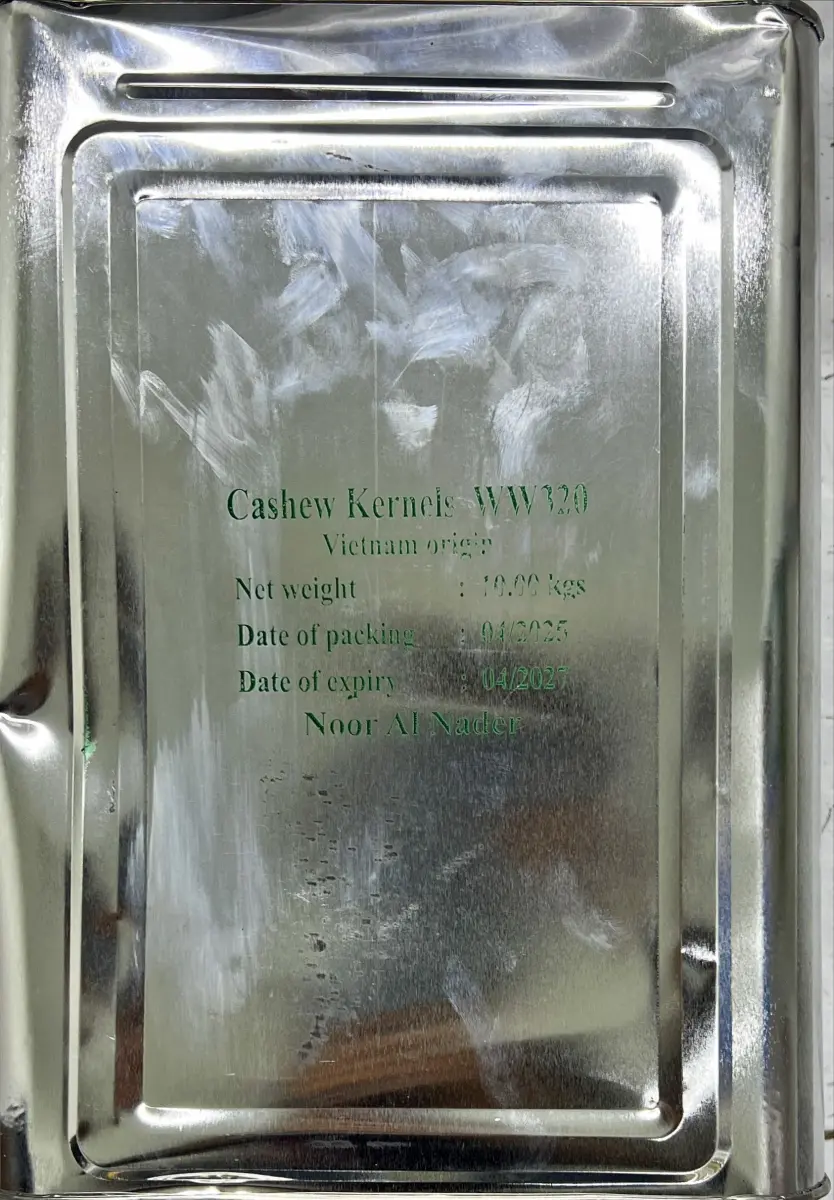 Cashew Kernels WW320
Vietnam origin
Net weight : 10.00 kgs
Date of packing : 04/2025
Date of expiry : 04/2027
Noor Al Nader